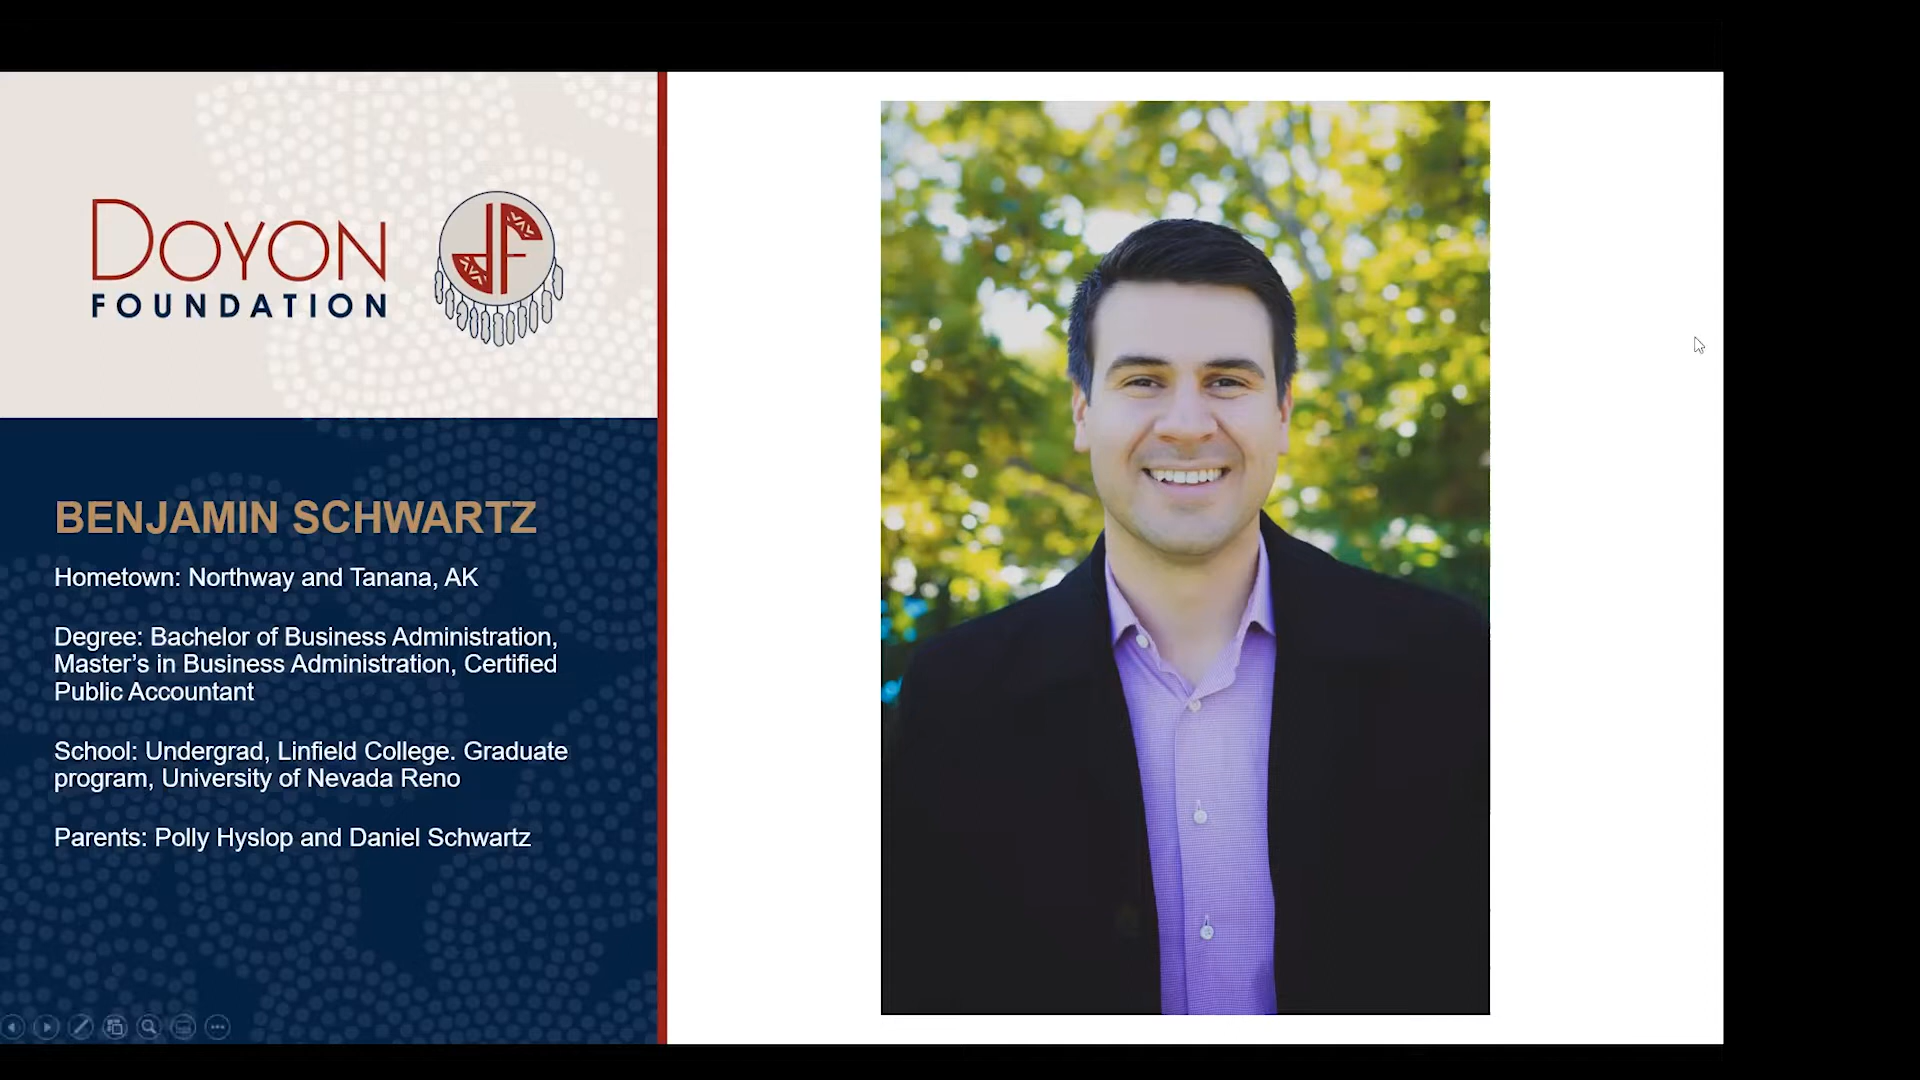 DOYON
FOUNDATION
BENJAMIN SCHWARTZ
Hometown: Northway and Tanana, AK
Degree: Bachelor of Business Administration,
Master’s in Business Administration, Certified
Public Accountant
School: Undergrad, Linfield College. Graduate
program, University of Nevada Reno
Parents: Polly Hyslop and Daniel Schwartz